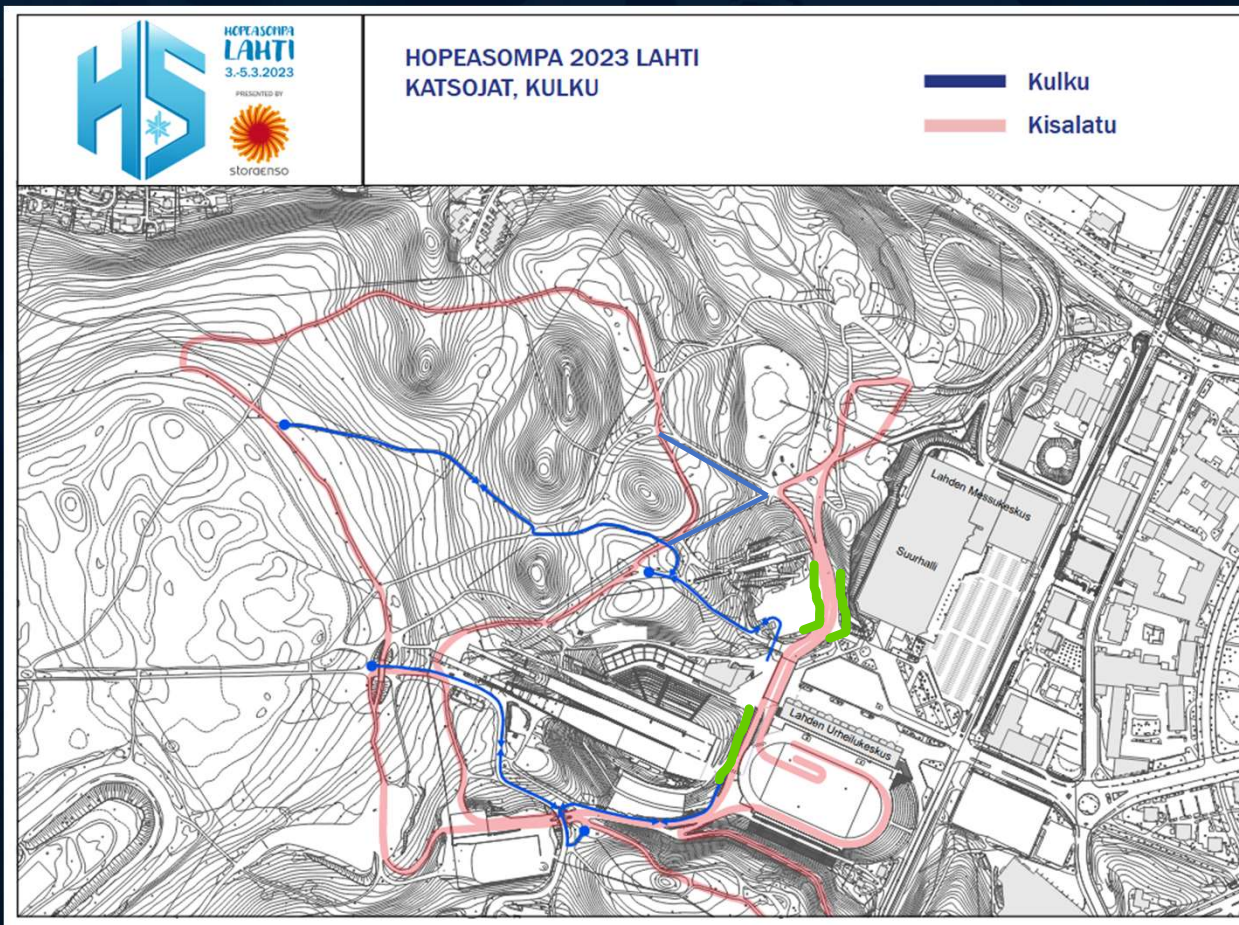 HOPEASOMPA
LAHTI
3.-5.3.2023
PRESENTED BY
storaenso
HS
HOPEASOMPA 2023 LAHTI
KATSOJAT, KULKU
Kulku
Kisalatu
Lahden Messukeskus
Suurhalli
Lahden Urheilukeskus